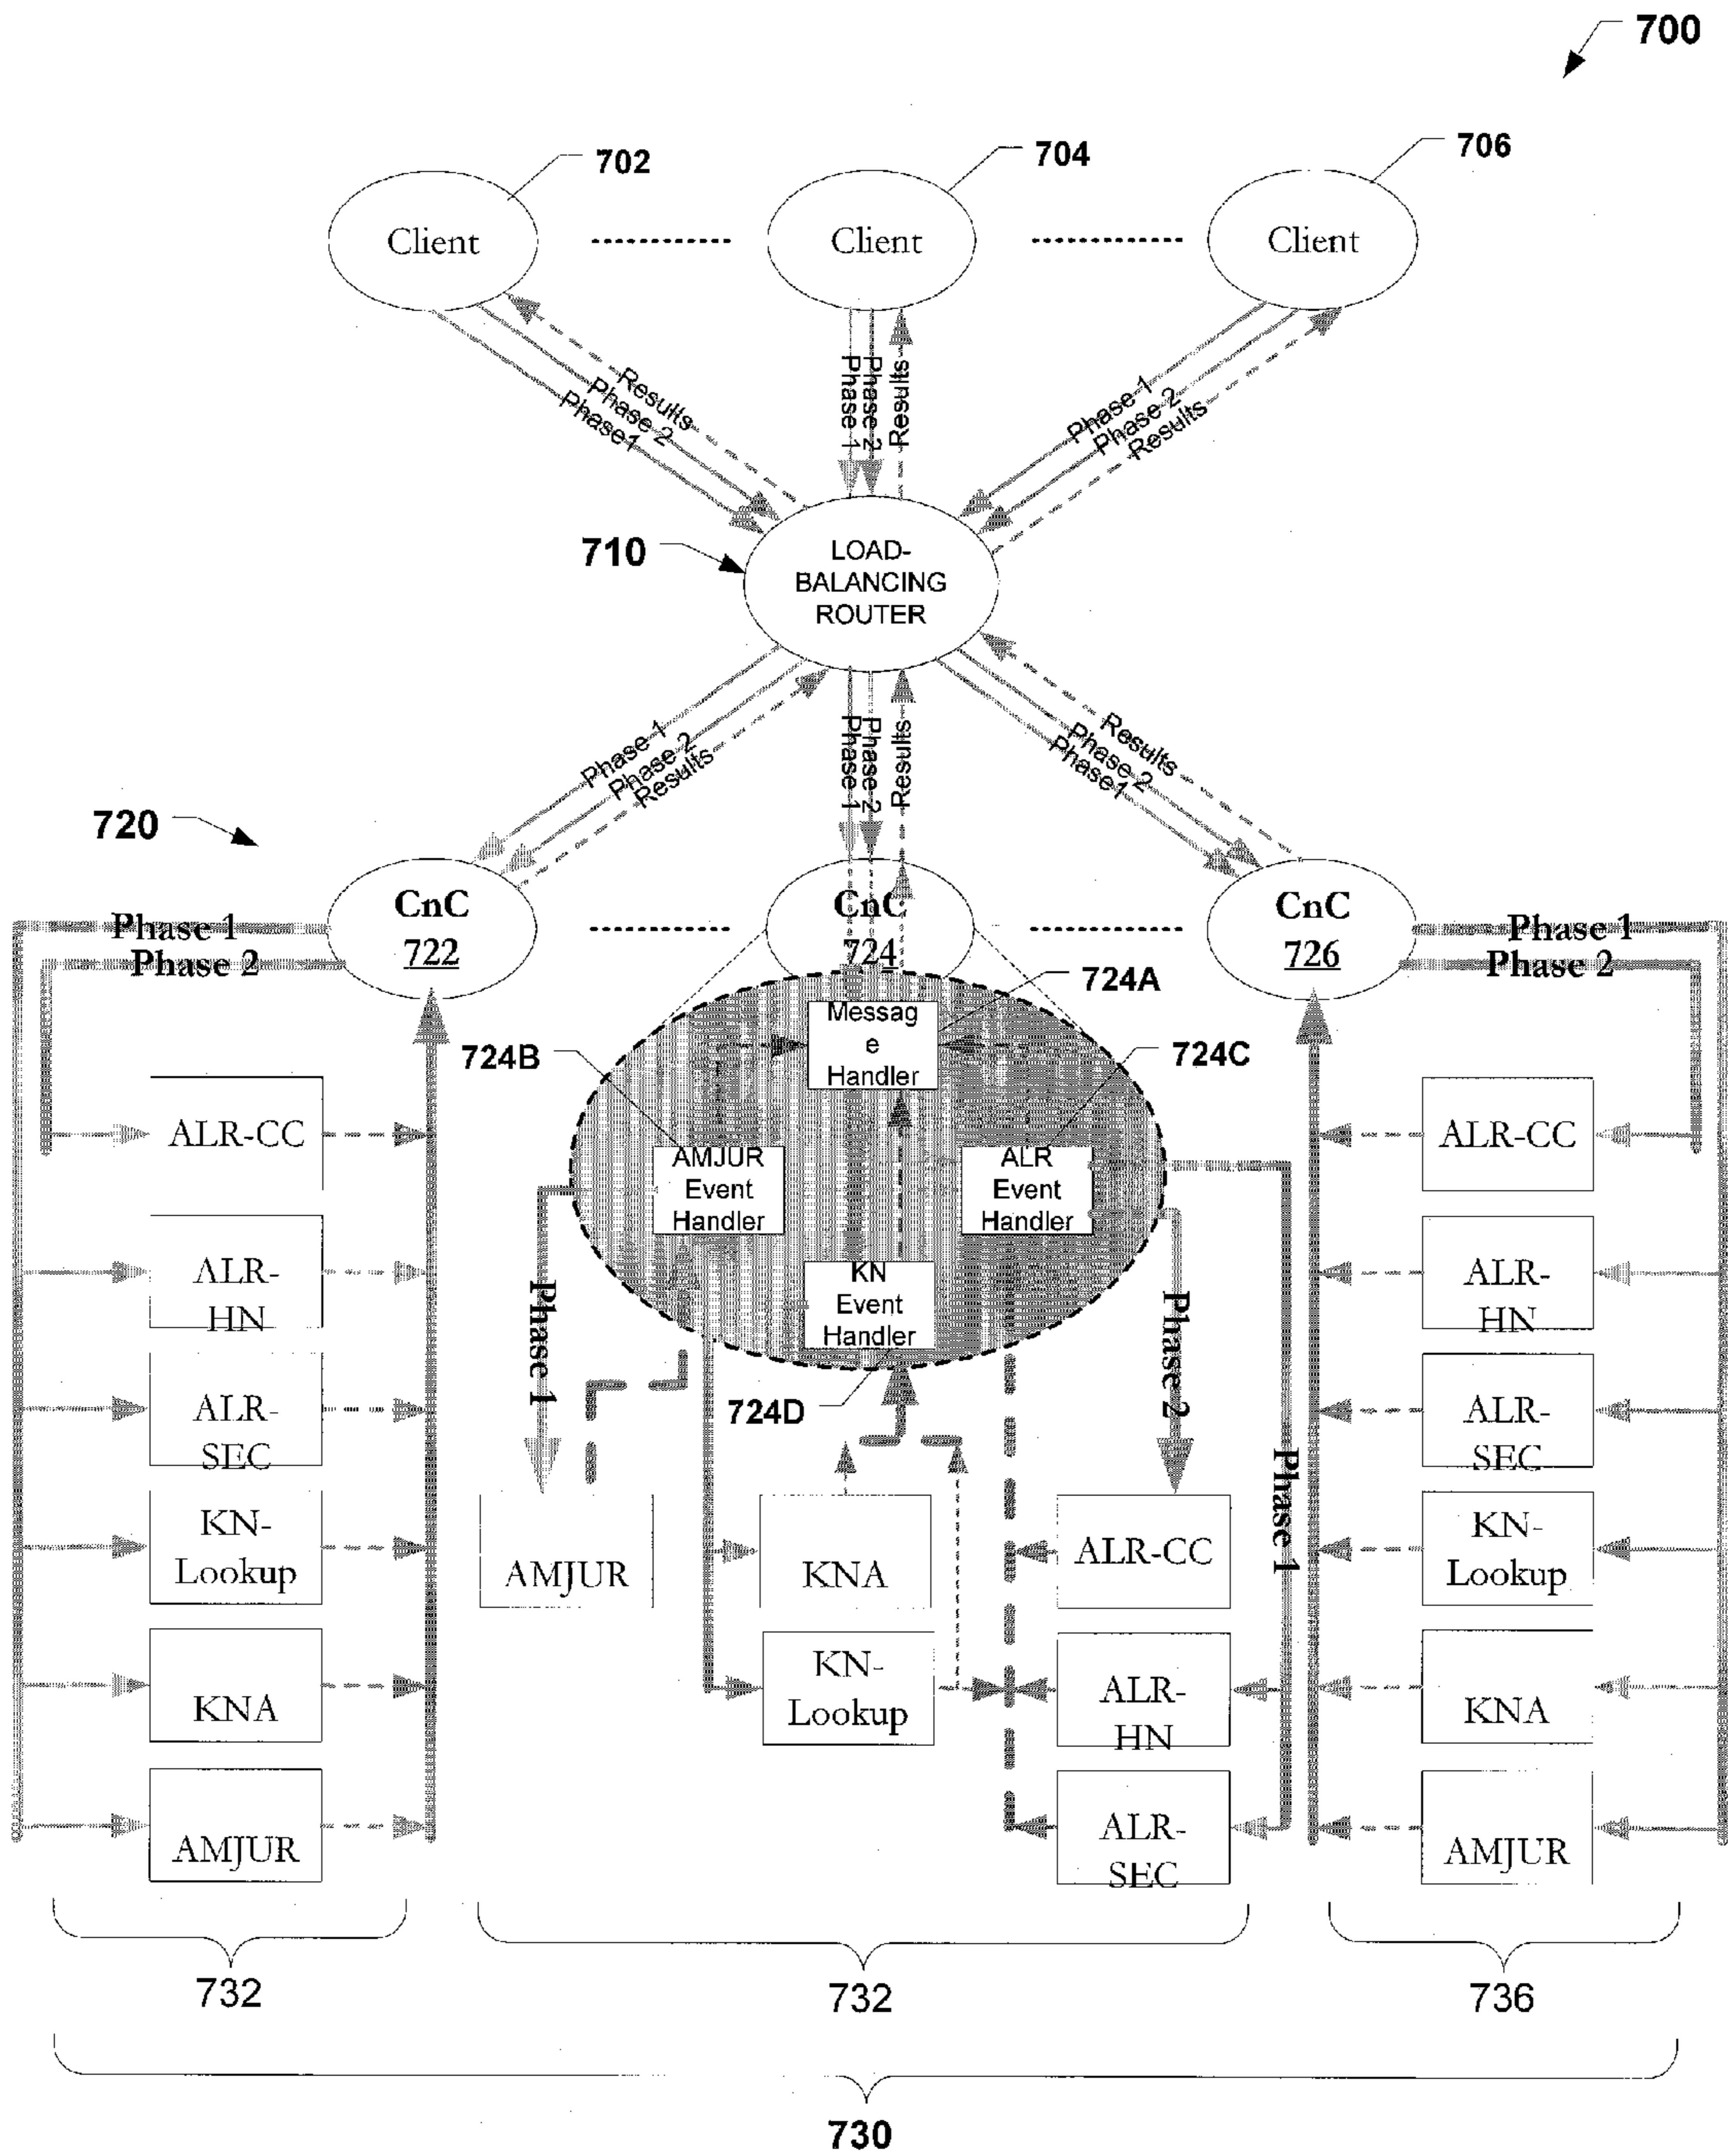 700
702
704
706
Client
Client
Client
Results
Phase 2
Phase1
Phase 1
Phase 2
Results
Phase 1
Phase 2
Results
710
LOAD-
BALANCING
ROUTER
Phase 1
Phase 2
Results
Phase 1
Phase 2
Results
Results
Phase 2
Phase1
720
CnC
722
CnC
724
CnC
726
Phase 1
Phase 2
Phase 1
Phase 2
724A
724B
724C
724D
Messag
e
Handler
AMJUR
Event
Handler
ALR
Event
Handler
KN
Event
Handler
Phase 1
Phase 2
Phase 1
ALR-CC
ALR-
HN
ALR-
SEC
KN-
Lookup
KNA
AMJUR
AMJUR
KNA
KN-
Lookup
ALR-CC
ALR-
HN
ALR-
SEC
ALR-CC
ALR-
HN
ALR-
SEC
KN-
Lookup
KNA
AMJUR
732
732
736
730